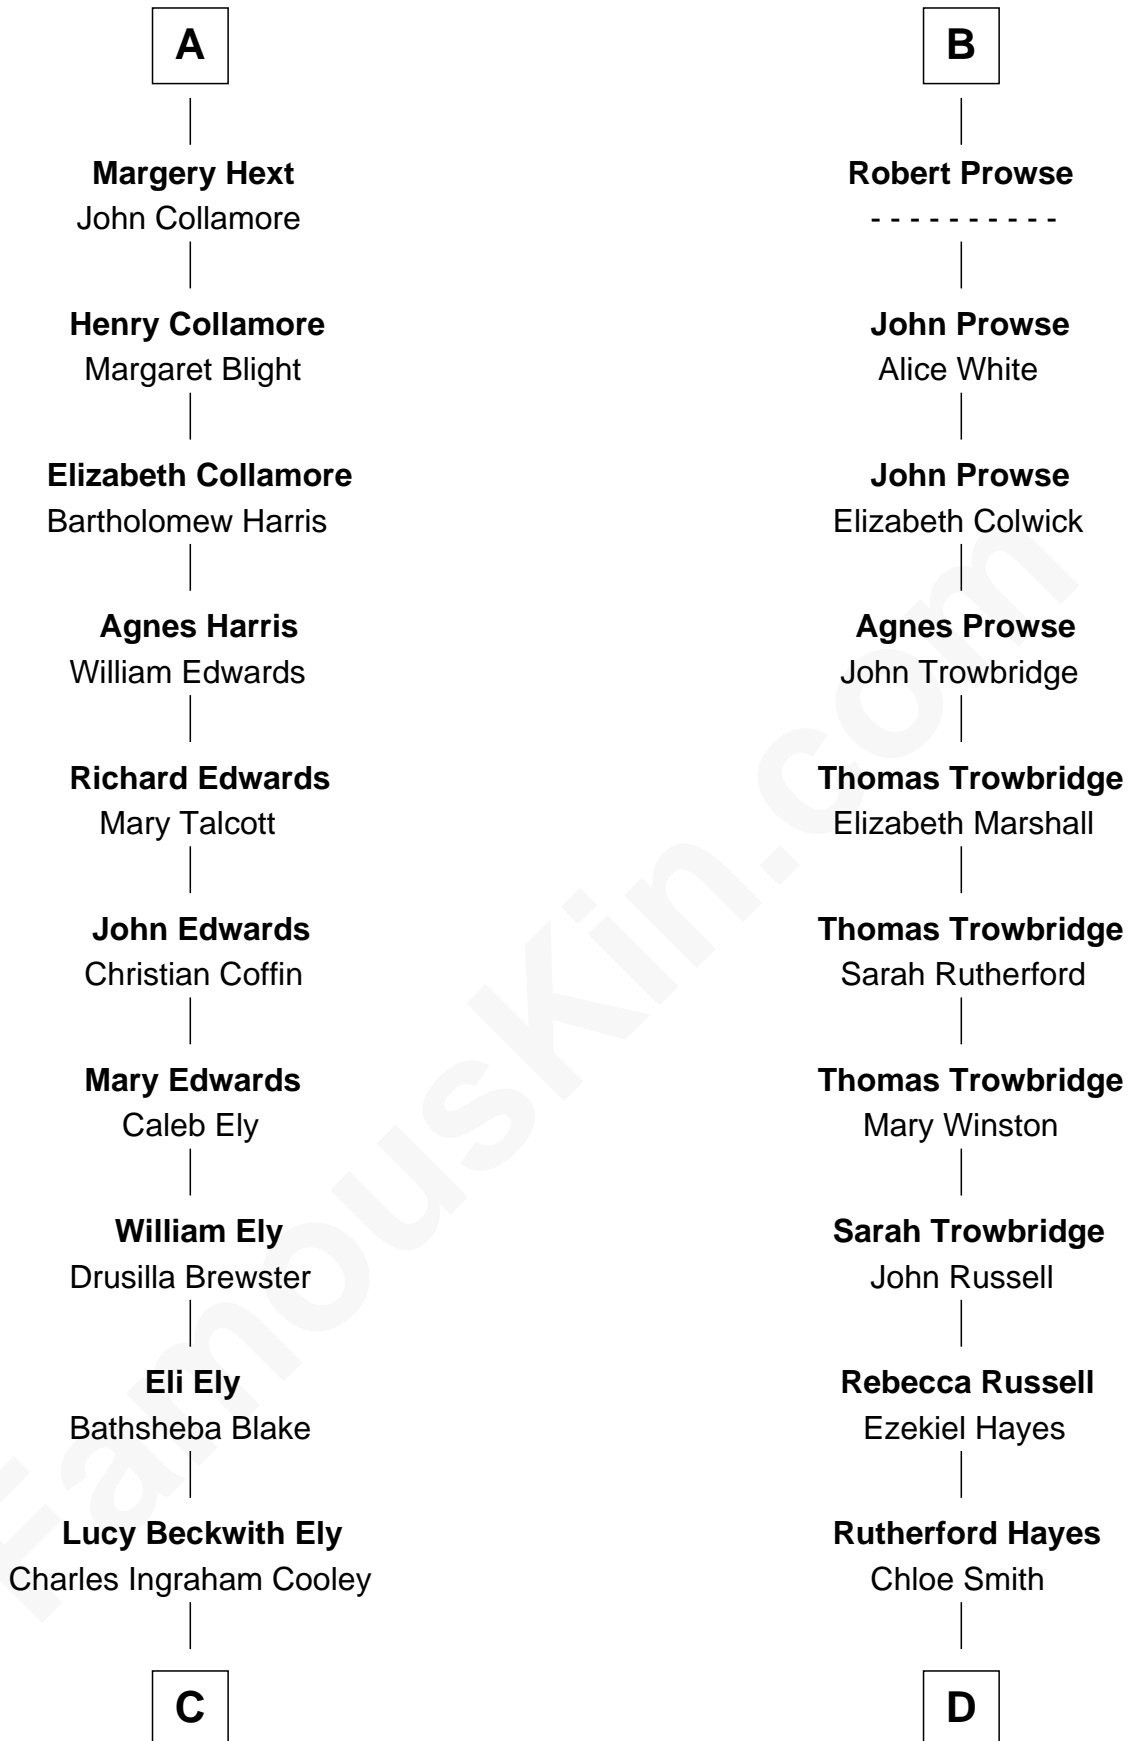 A
Margery Hext
John Collamore
Henry Collamore
Margaret Blight
Elizabeth Collamore
Bartholomew Harris
Agnes Harris
William Edwards
Richard Edwards
Mary Talcott
John Edwards
Christian Coffin
Mary Edwards
Caleb Ely
William Ely
Drusilla Brewster
Eli Ely
Bathsheba Blake
Lucy Beckwith Ely
Charles Ingraham Cooley
C
B
Robert Prowse
- - - - - - - - - -
John Prowse
Alice White
John Prowse
Elizabeth Colwick
Agnes Prowse
John Trowbridge
Thomas Trowbridge
Elizabeth Marshall
Thomas Trowbridge
Sarah Rutherford
Thomas Trowbridge
Mary Winston
Sarah Trowbridge
John Russell
Rebecca Russell
Ezekiel Hayes
Rutherford Hayes
Chloe Smith
D
FamousKin.com